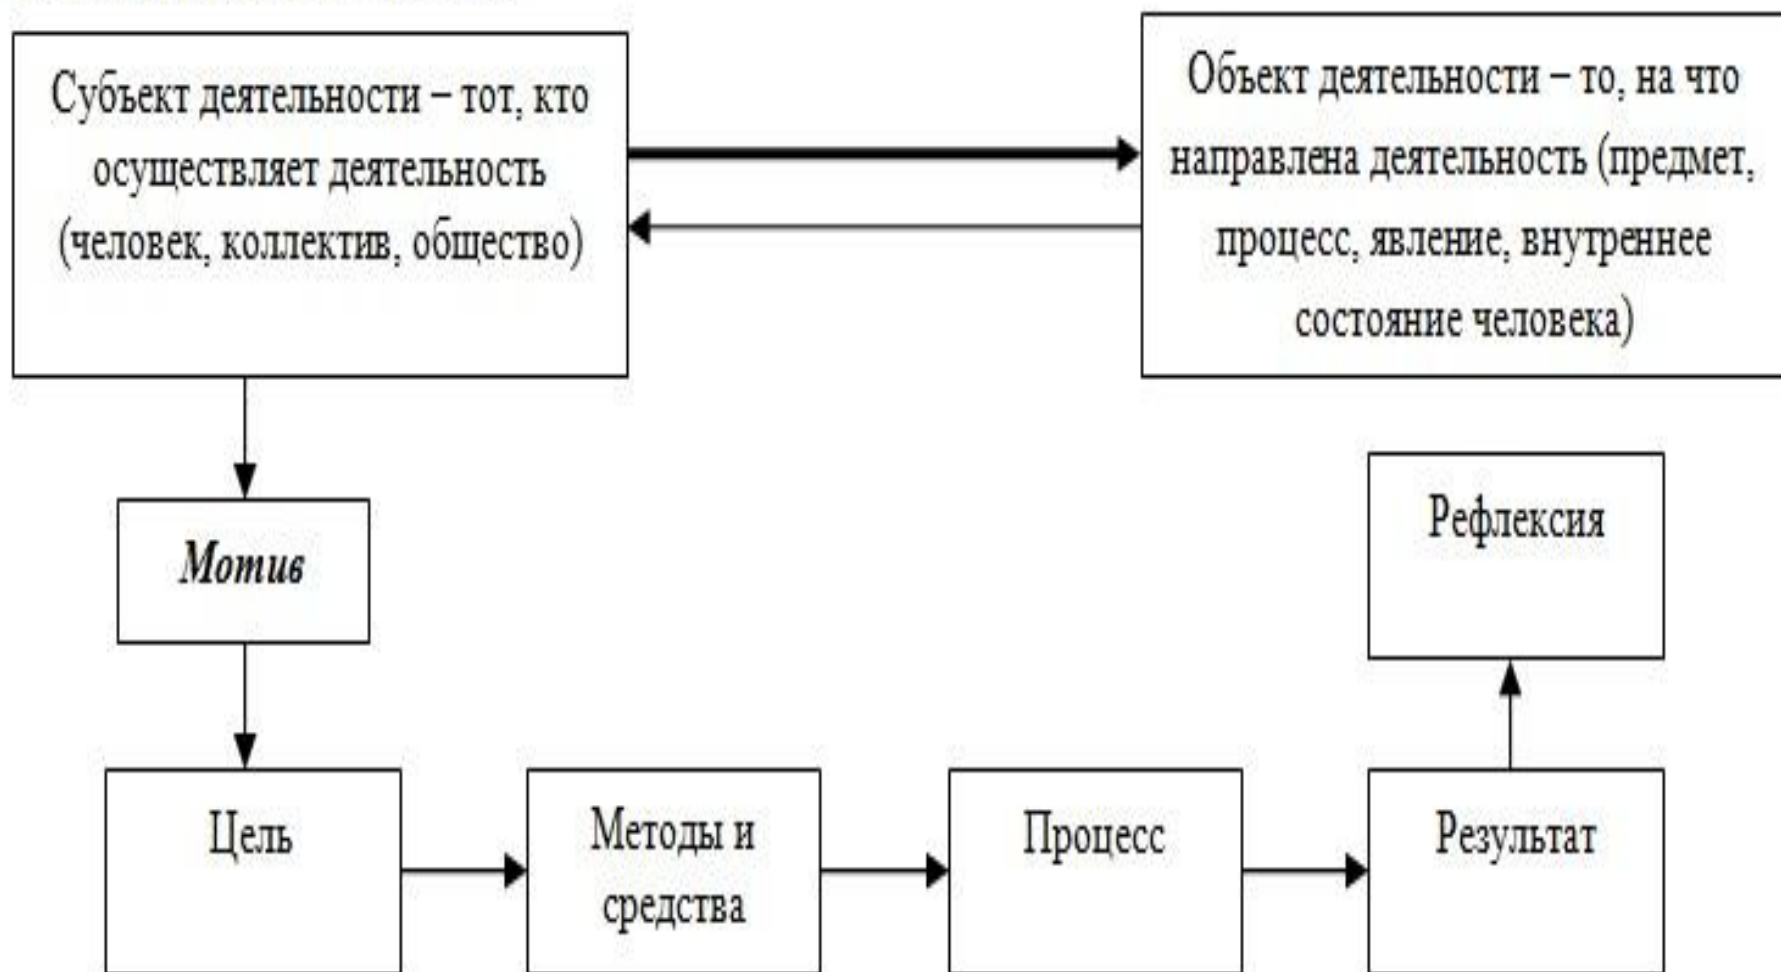 Субъект деятельности – тот, кто
осуществляет деятельность
(человек, коллектив, общество)
Объект деятельности – то, на что
направлена деятельность (предмет,
процесс, явление, внутреннее
состояние человека)
Мотив
Рефлексия
Цель
Методы и
средства
Процесс
Результат